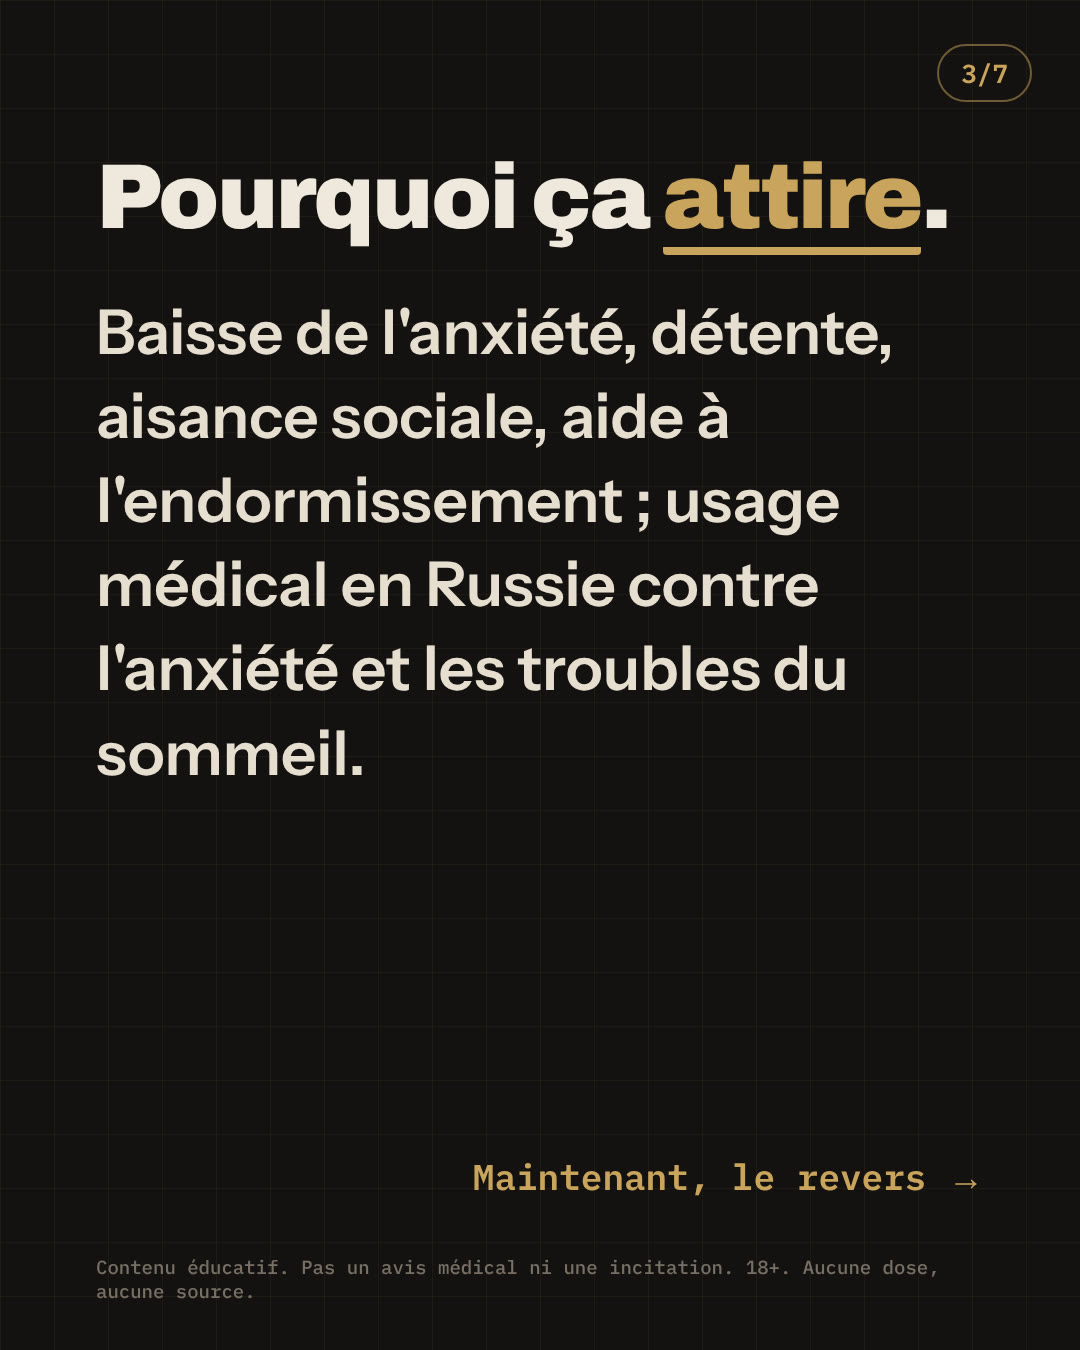 3/7
Pourquoi ça attire.
Baisse de l'anxiété, détente,
aisance sociale, aide à
l'endormissement ; usage
médical en Russie contre
l'anxiété et les troubles du
sommeil.
Maintenant, le revers →
Contenu éducatif. Pas un avis médical ni une incitation. 18+. Aucune dose,
aucune source.